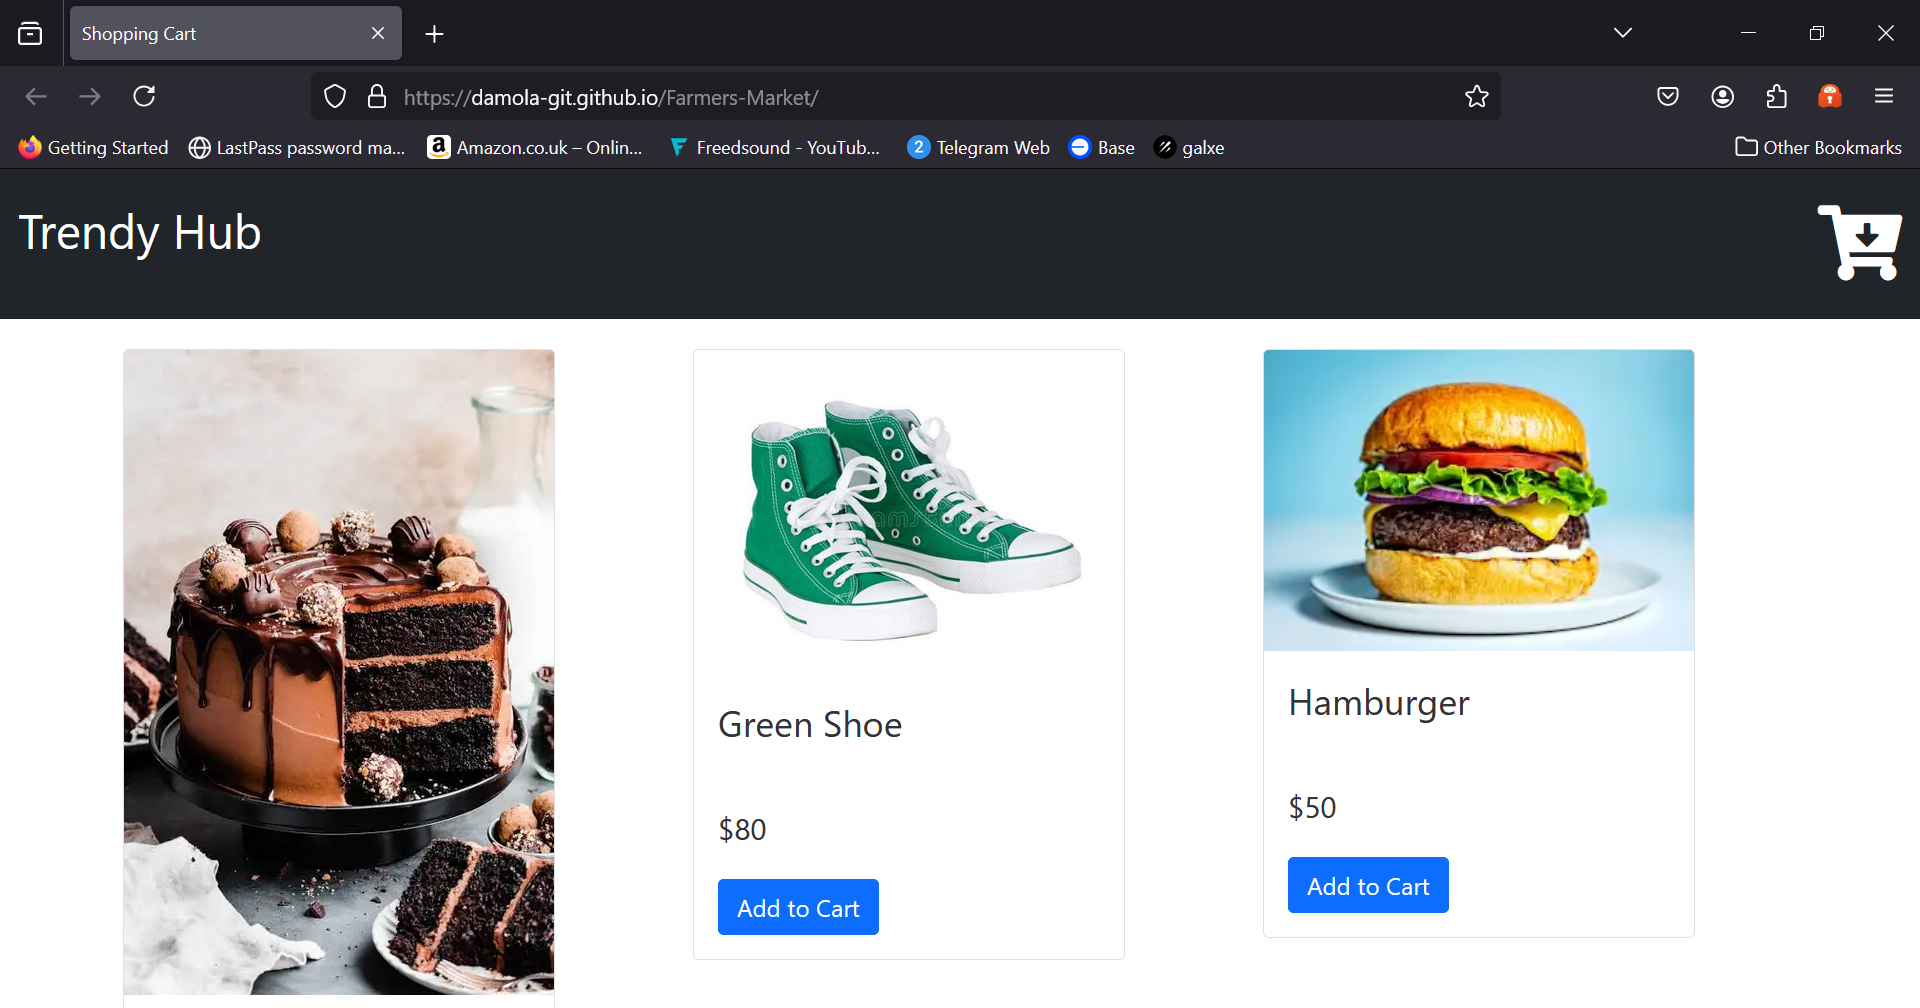 Shopping Cart
https://damola-git.github.io/Farmers-Market/
Getting Started LastPass password ma... a Amazon.co.uk – Onlin... Freedsound - YouTub... 2 Telegram Web Base galxe Other Bookmarks
Trendy Hub
Green Shoe
$80
Add to Cart
Hamburger
$50
Add to Cart